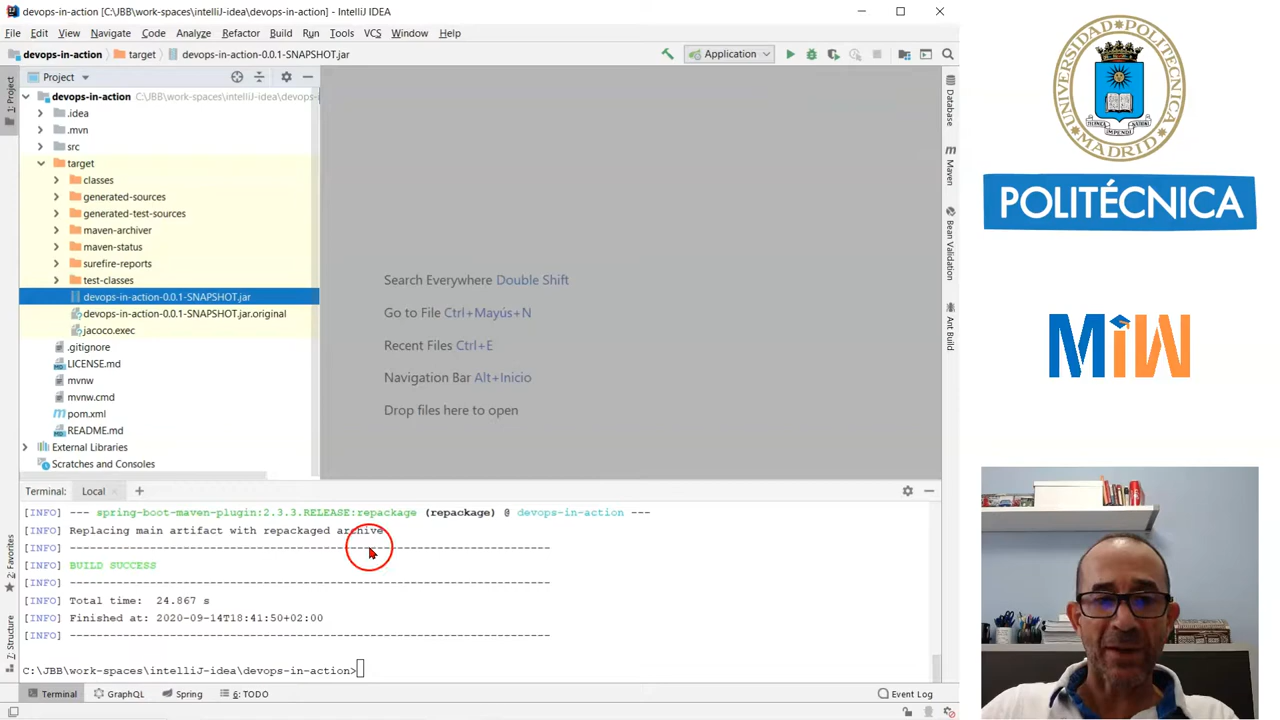 devops-in-action [C:\JBB\work-spaces\intelliJ-idea\devops-in-action] - IntelliJ IDEA
File Edit View Navigate Code Analyze Refactor Build Run Tools VCS Window Help
devops-in-action target devops-in-action-0.0.1-SNAPSHOT.jar
Application
Project
1: Project
devops-in-action C:\JBB\work-spaces\intelliJ-idea\devops-
.idea
.mvn
src
target
classes
generated-sources
generated-test-sources
maven-archiver
maven-status
surefire-reports
test-classes
devops-in-action-0.0.1-SNAPSHOT.jar
devops-in-action-0.0.1-SNAPSHOT.jar.original
jacoco.exec
.gitignore
LICENSE.md
mvnw
mvnw.cmd
pom.xml
README.md
External Libraries
Scratches and Consoles
Search Everywhere Double Shift
Go to File Ctrl+Mayús+N
Recent Files Ctrl+E
Navigation Bar Alt+Inicio
Drop files here to open
Database
Maven
Bean Validation
Ant Build
2: Favorites
7: Structure
Terminal: Local +
[INFO] --- spring-boot-maven-plugin:2.3.3.RELEASE:repackage (repackage) @ devops-in-action ---
[INFO] Replacing main artifact with repackaged archive
[INFO] ------------------------------------------------------------------------
[INFO] BUILD SUCCESS
[INFO] ------------------------------------------------------------------------
[INFO] Total time:  24.867 s
[INFO] Finished at: 2020-09-14T18:41:50+02:00
[INFO] ------------------------------------------------------------------------
C:\JBB\work-spaces\intelliJ-idea\devops-in-action>
Terminal GraphQL Spring 6: TODO Event Log
UNIVERSIDAD POLITÉCNICA
MADRID
POLITÉCNICA
MiW